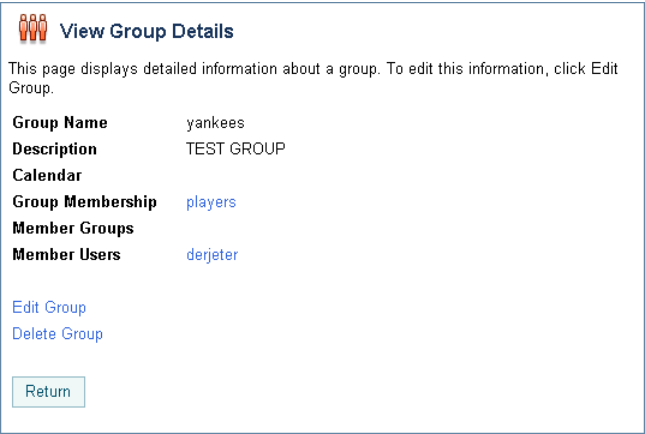 View Group Details
This page displays detailed information about a group. To edit this information, click Edit
Group.
Group Name yankees
Description TEST GROUP
Calendar
Group Membership players
Member Groups
Member Users derjeter
Edit Group
Delete Group
Return